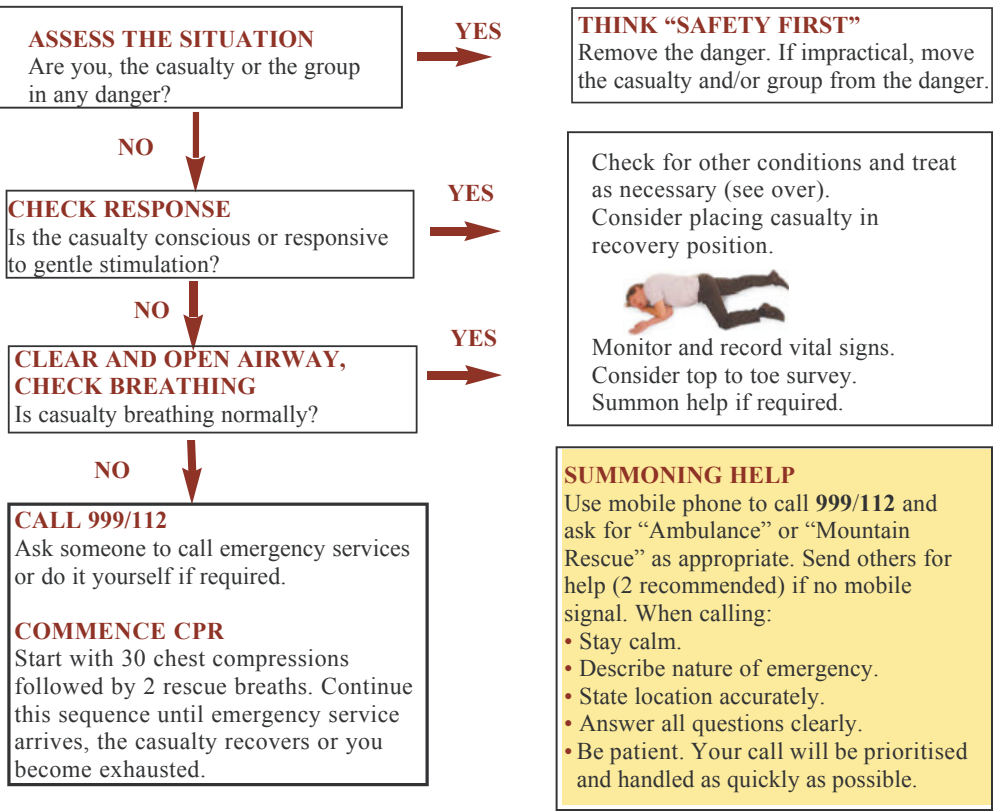 ASSESS THE SITUATION
Are you, the casualty or the group
in any danger?
YES
THINK “SAFETY FIRST”
Remove the danger. If impractical, move
the casualty and/or group from the danger.
NO
CHECK RESPONSE
Is the casualty conscious or responsive
to gentle stimulation?
YES
Check for other conditions and treat
as necessary (see over).
Consider placing casualty in
recovery position.
Monitor and record vital signs.
Consider top to toe survey.
Summon help if required.
NO
CLEAR AND OPEN AIRWAY,
CHECK BREATHING
Is casualty breathing normally?
YES
NO
CALL 999/112
Ask someone to call emergency services
or do it yourself if required.
COMMENCE CPR
Start with 30 chest compressions
followed by 2 rescue breaths. Continue
this sequence until emergency service
arrives, the casualty recovers or you
become exhausted.
SUMMONING HELP
Use mobile phone to call 999/112 and
ask for “Ambulance” or “Mountain
Rescue” as appropriate. Send others for
help (2 recommended) if no mobile
signal. When calling:
• Stay calm.
• Describe nature of emergency.
• State location accurately.
• Answer all questions clearly.
• Be patient. Your call will be prioritised
and handled as quickly as possible.